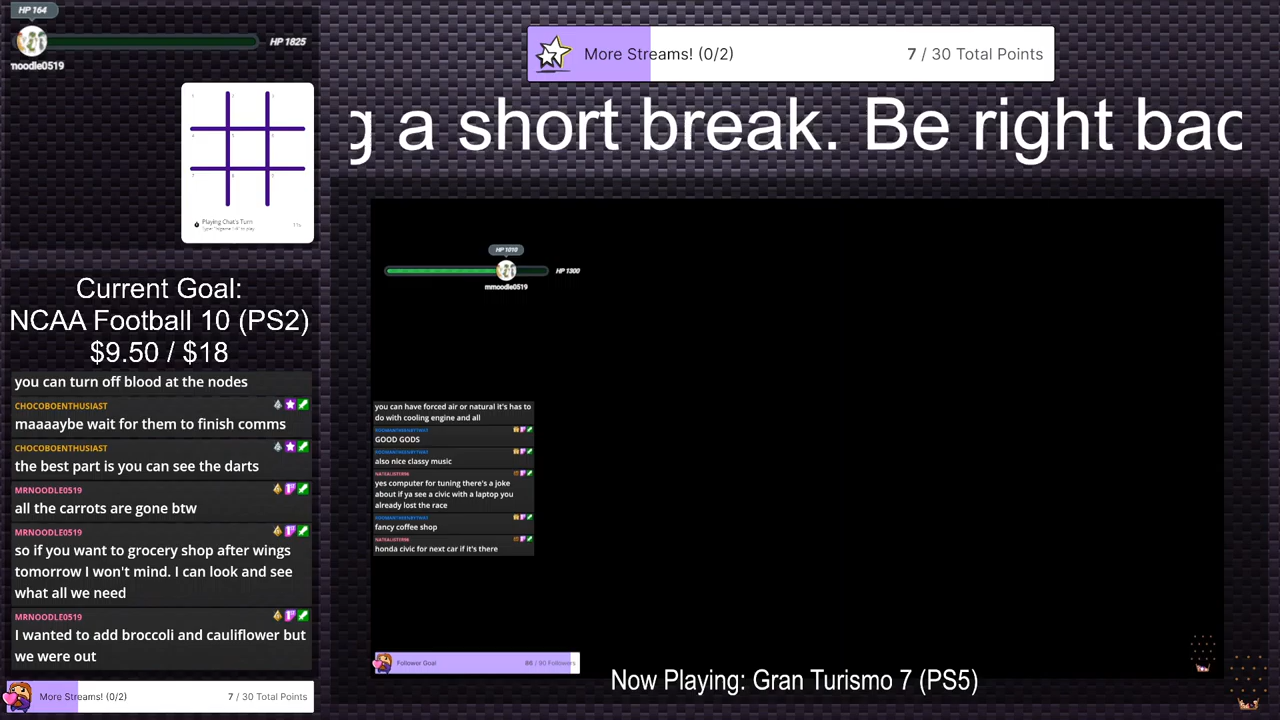 HP 164
HP 1825
noodle0519
More Streams! (0/2)
7 / 30 Total Points
g a short break. Be right bac
Playing Chat's Turn
Current Goal:
NCAA Football 10 (PS2)
$9.50 / $18
you can turn off blood at the nodes
CHOCOBOENTHUSIAST
maaaaybe wait for them to finish comms
CHOCOBOENTHUSIAST
the best part is you can see the darts
MRNOODLE0519
all the carrots are gone btw
MRNOODLE0519
so if you want to grocery shop after wings
tomorrow I won't mind. I can look and see
what all we need
MRNOODLE0519
I wanted to add broccoli and cauliflower but
we were out
More Streams! (0/2)
7 / 30 Total Points
HP 1010
HP 1300
mrnoodle0519
you can have forced air or natural it's has to
do with cooling engine and all
GOOD GODS
also nice classy music
yes computer for tuning there's a joke
about if ya see a civic with a laptop you
already lost the race
fancy coffee shop
honda civic for next car if it's there
Follower Goal
86 / 90 Followers
Now Playing: Gran Turismo 7 (PS5)